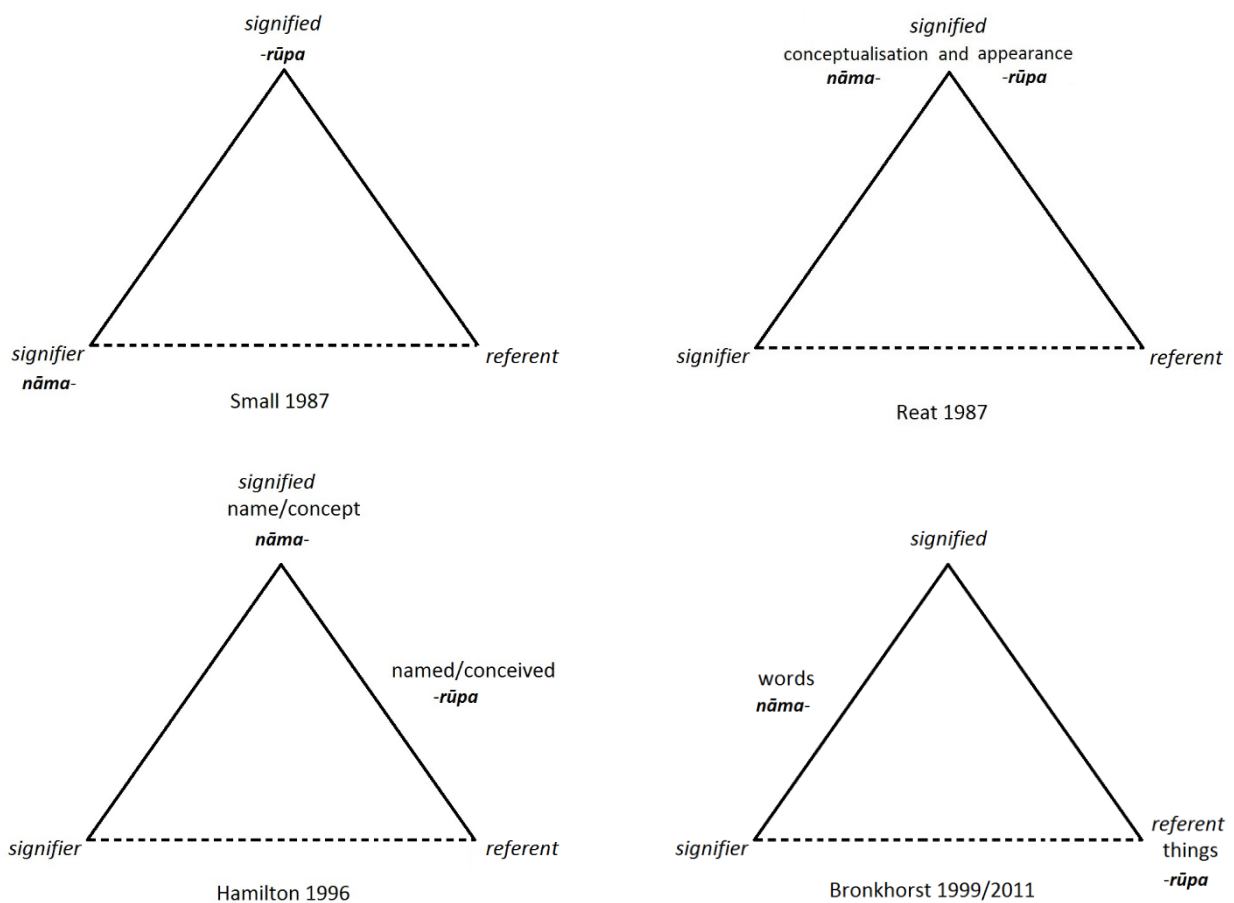 signified
-rūpa
signifier
nāma-
referent
Small 1987
signified
conceptualisation and appearance
nāma- -rūpa
signifier
referent
Reat 1987
signified
name/concept
nāma-
named/conceived
-rūpa
signifier
referent
Hamilton 1996
signified
words
nāma-
signifier
referent
things
-rūpa
Bronkhorst 1999/2011